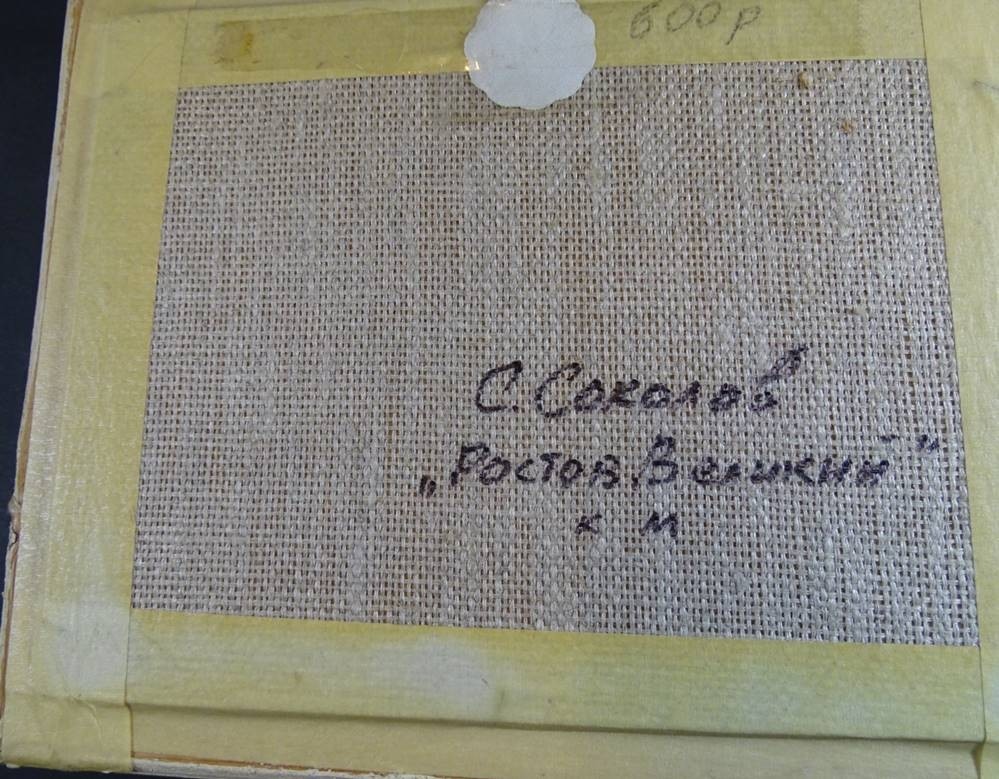 600р
С. Соколов
„Ростов Великий"
к м